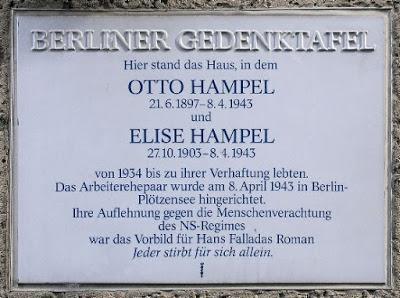 BERLINER GEDENKTAFEL
Hier stand das Haus, in dem
OTTO HAMPEL
21.6.1897–8.4.1943
und
ELISE HAMPEL
27.10.1903–8.4.1943
von 1934 bis zu ihrer Verhaftung lebten.
Das Arbeiterehepaar wurde am 8. April 1943 in Berlin-
Plötzensee hingerichtet.
Ihre Auflehnung gegen die Menschenverachtung
des NS-Regimes
war das Vorbild für Hans Falladas Roman
Jeder stirbt für sich allein.